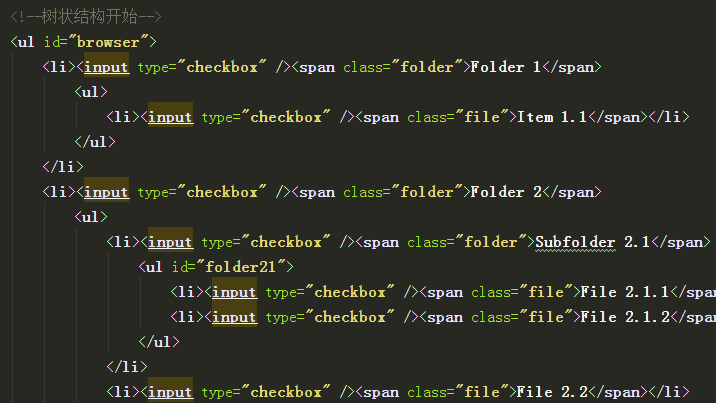 <!--树状结构开始-->
<ul id="browser">
<li><input type="checkbox" /><span class="folder">Folder 1</span>
<ul>
<li><input type="checkbox" /><span class="file">Item 1.1</span></li>
</ul>
</li>
<li><input type="checkbox" /><span class="folder">Folder 2</span>
<ul>
<li><input type="checkbox" /><span class="folder">Subfolder 2.1</span>
<ul id="folder21">
<li><input type="checkbox" /><span class="file">File 2.1.1</span
<li><input type="checkbox" /><span class="file">File 2.1.2</span
</ul>
</li>
<li><input type="checkbox" /><span class="file">File 2.2</span></li>